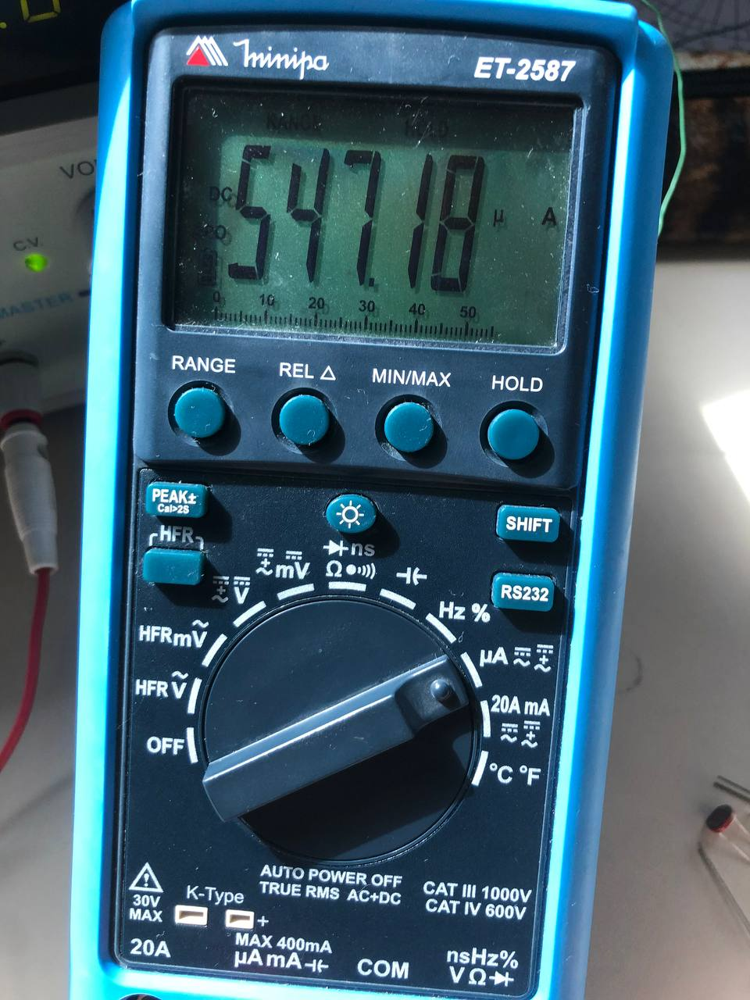 minipa
ET-2587
RANGE HOLD
DC
547.18 µ A
0 10 20 30 40 50
RANGE REL △ MIN/MAX HOLD
C.V.
MASTER
PEAK±
Cal>2S
SHIFT
HFR
RS232
ns
Ω
mV
V
Hz %
HFR mV
µA
HFR V
20A mA
OFF
°C °F
AUTO POWER OFF
TRUE RMS AC+DC
CAT III 1000V
CAT IV 600V
30V
MAX
K-Type
+
MAX 400mA
20A
µA mA
COM
nsHz%
V Ω